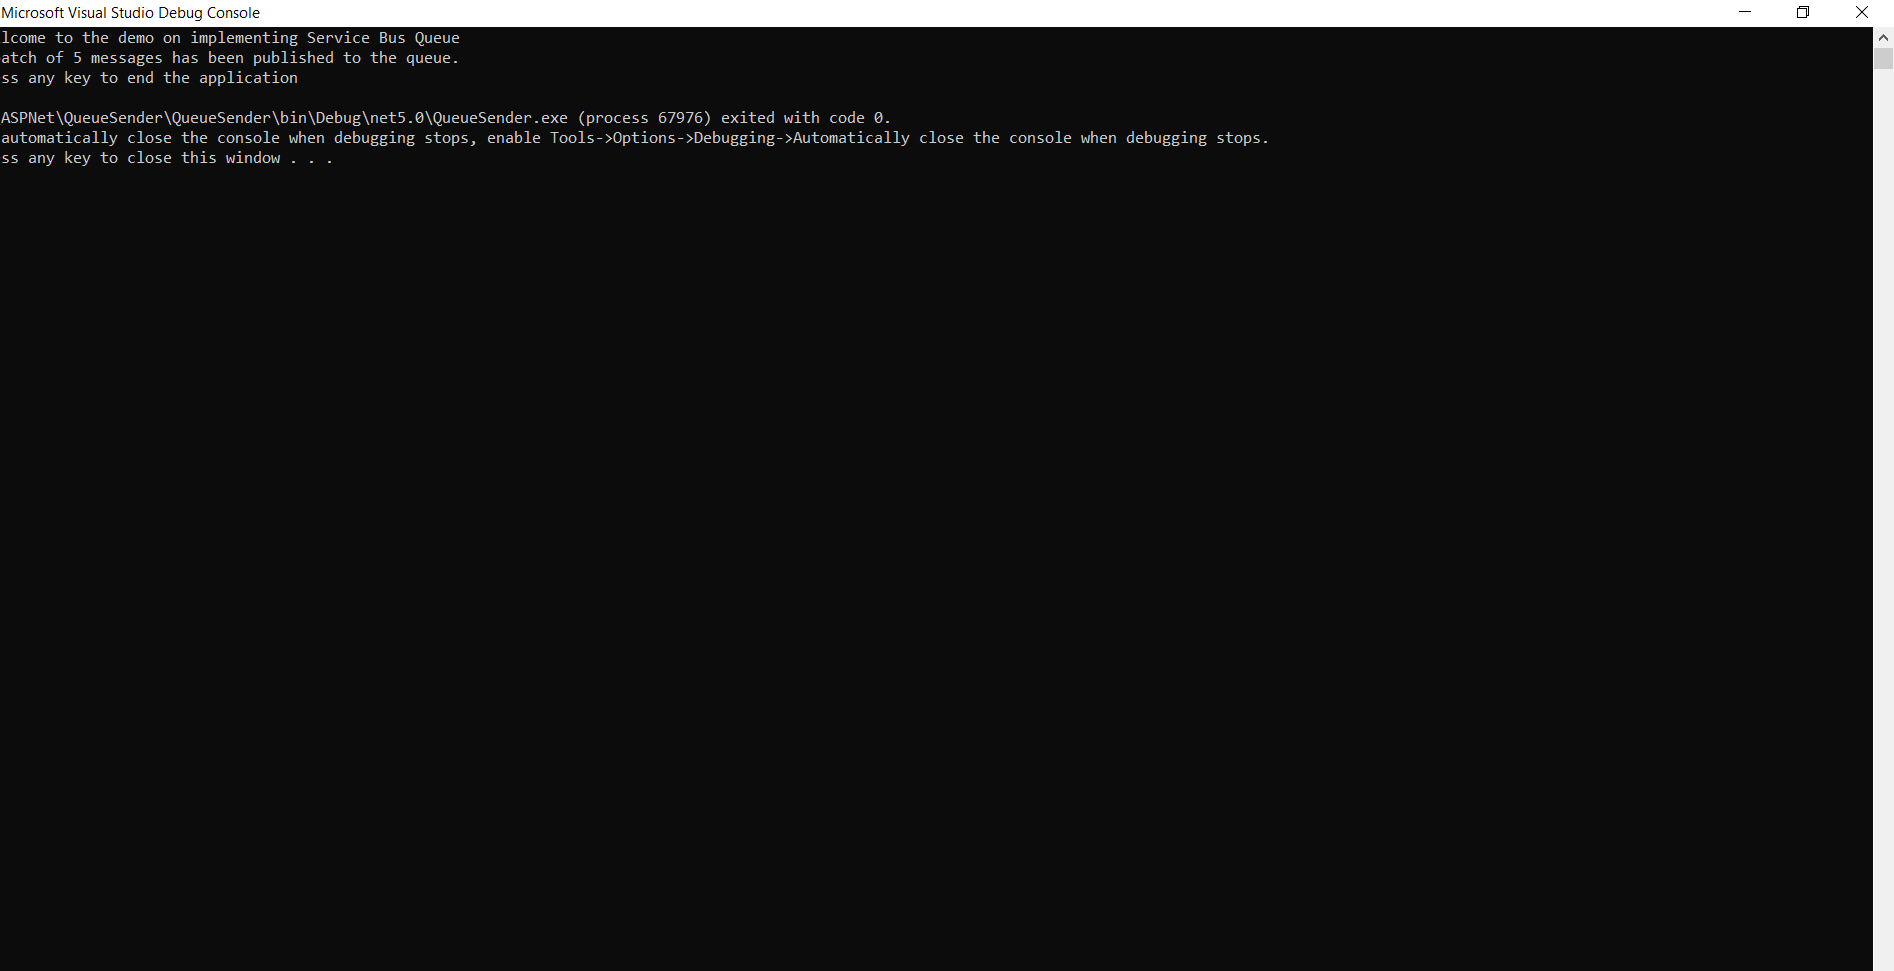 Microsoft Visual Studio Debug Console
lcome to the demo on implementing Service Bus Queue
atch of 5 messages has been published to the queue.
ss any key to end the application
ASPNet\QueueSender\QueueSender\bin\Debug\net5.0\QueueSender.exe (process 67976) exited with code 0.
automatically close the console when debugging stops, enable Tools->Options->Debugging->Automatically close the console when debugging stops.
ss any key to close this window . . .